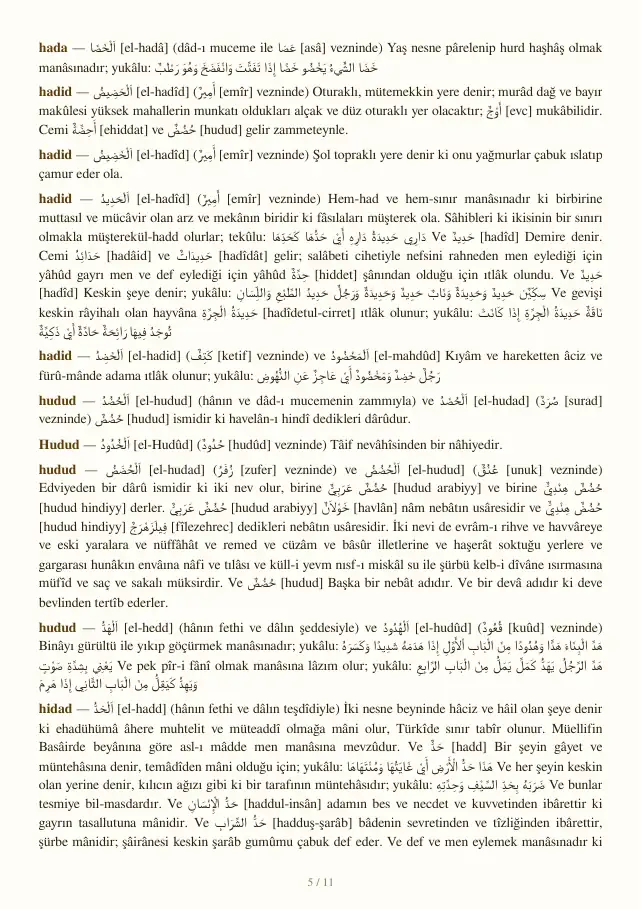 hada — اَلْحَضَا [el-hadâ] (dâd-ı muceme ile عَصَا [asâ] vezninde) Yaş nesne pârelenip hurd haşhâş olmak
manâsınadır; yukâlu: خَضَا الشَّيْءُ يَخْضُو خَضًا إِذَا تَفَتَّتَ وَانْفَضَخَ وَهُوَ رَطْبٌ
hadid — اَلْحَضِيضُ [el-hadîd] (أَمِيرٌ [emîr] vezninde) Oturaklı, mütemekkin yere denir; murâd dağ ve bayır
makûlesi yüksek mahallerin munkatı oldukları alçak ve düz oturaklı yer olacaktır; أَوْجٌ [evc] mukâbilidir.
Cemi أَحِضَّةٌ [ehiddat] ve حُضُضٌ [hudud] gelir zammeteynle.
hadid — اَلْحَضِيضُ [el-hadîd] (أَمِيرٌ [emîr] vezninde) Şol topraklı yere denir ki onu yağmurlar çabuk ıslatıp
çamur eder ola.
hadid — اَلْحَدِيدُ [el-hadîd] (أَمِيرٌ [emîr] vezninde) Hem-had ve hem-sınır manâsınadır ki birbirine
muttasıl ve mücâvir olan arz ve mekânın biridir ki fâsılaları müşterek ola. Sâhibleri ki ikisinin bir sınırı
olmakla müşterekül-hadd olurlar; tekûlu: دَارِى حَدِيدَةُ دَارِهِ أَيْ حَدُّهَا كَحَدِّهَا Ve حَدِيدٌ [hadîd] Demire denir.
Cemi حَدَائِدُ [hadâid] ve حَدِيدَاتٌ [hadîdât] gelir; salâbeti cihetiyle nefsini rahneden men eylediği için
yâhûd gayrı men ve def eylediği için yâhûd حِدَّةٌ [hiddet] şânından olduğu için ıtlâk olundu. Ve حَدِيدٌ
[hadîd] Keskin şeye denir; yukâlu: سِكِّينٌ حَدِيدٌ وَحَدِيدَةٌ وَنَابٌ حَدِيدٌ وَحَدِيدَةٌ وَرَجُلٌ حَدِيدُ الطَّبْعِ وَاللِّسَانِ Ve gevişi
keskin râyihalı olan hayvâna حَدِيدَةُ الْجِرَّةِ [hadîdetul-cirret] ıtlâk olunur; yukâlu: نَاقَةٌ حَدِيدَةُ الْجِرَّةِ إِذَا كَانَتْ
تُوجَدُ فِيهَا رَائِحَةٌ حَادَّةٌ أَيْ ذَكِيَّةٌ
hadid — اَلْخَضِدُ [el-hadid] (كَتِفٌ [ketif] vezninde) ve اَلْمَخْضُودُ [el-mahdûd] Kıyâm ve hareketten âciz ve
fürû-mânde adama ıtlâk olunur; yukâlu: رَجُلٌ خَضِدٌ وَمَخْضُودٌ أَيْ عَاجِزٌ عَنِ النُّهُوضِ
hudud — اَلْحُضُدُ [el-hudud] (hânın ve dâd-ı mucemenin zammıyla) ve اَلْحُضَدُ [el-hudad] (صُرَدٌ [surad]
vezninde) حُضُضٌ [hudud] ismidir ki havelân-ı hindî dedikleri dârûdur.
Hudud — اَلْحُدُودُ [el-Hudûd] (حُدُودٌ [hudûd] vezninde) Tâif nevâhîsinden bir nâhiyedir.
hudud — اَلْحُضَضُ [el-hudad] (زُفَرُ [zufer] vezninde) ve اَلْحُضُضُ [el-hudud] (عُنُقٌ [unuk] vezninde)
Edviyeden bir dârû ismidir ki iki nev olur, birine حُضُضٌ عَرَبِيٌّ [hudud arabiyy] ve birine حُضُضٌ هِنْدِيٌّ
[hudud hindiyy] derler. حُضُضٌ عَرَبِيٌّ [hudud arabiyy] خَوْلاَنٌ [havlân] nâm nebâtın usâresidir ve حُضُضٌ هِنْدِيٌّ
[hudud hindiyy] فِيلَزَهْرَجْ [fîlezehrec] dedikleri nebâtın usâresidir. İki nevi de evrâm-ı rihve ve havvâreye
ve eski yaralara ve nüffâhât ve remed ve cüzâm ve bâsûr illetlerine ve haşerât soktuğu yerlere ve
gargarası hunâkın envâına nâfi ve tılâsı ve küll-i yevm nısf-ı miskâl su ile şürbü kelb-i dîvâne ısırmasına
müfîd ve saç ve sakalı müksirdir. Ve حُضُضٌ [hudud] Başka bir nebât adıdır. Ve bir devâ adıdır ki deve
bevlinden tertîb ederler.
hudud — اَلْهَدُّ [el-hedd] (hânın fethi ve dâlın şeddesiyle) ve اَلْهُدُودُ [el-hudûd] (قُعُودٌ [kuûd] vezninde)
Binâyı gürültü ile yıkıp göçürmek manâsınadır; yukâlu: هَدَّ الْبِنَاءَ هَدًّا وَهُدُودًا مِنَ الْبَابِ اْلأَوَّلِ إِذَا هَدَمَهُ شَدِيدًا وَكَسَرَهُ
يَعْنِي بِشِدَّةِ صَوْتٍ Ve pek pîr-i fânî olmak manâsına lâzım olur; yukâlu: هَدَّ الرَّجُلُ يَهَدُّ كَمَلَّ يَمَلُّ مِنَ الْبَابِ الرَّابِعِ
وَيَهِدُّ كَيَقِلُّ مِنَ الْبَابِ الثَّانِى إِذَا هَرِمَ
hidad — اَلْحَدُّ [el-hadd] (hânın fethi ve dâlın teşdîdiyle) İki nesne beyninde hâciz ve hâil olan şeye denir
ki ehadühümâ âhere muhtelit ve müteaddî olmağa mâni olur, Türkîde sınır tabîr olunur. Müellifin
Basâirde beyânına göre asl-ı mâdde men manâsına mevzûdur. Ve حَدٌّ [hadd] Bir şeyin gâyet ve
müntehâsına denir, temâdîden mâni olduğu için; yukâlu: هَذَا حَدُّ الْأَرْضِ أَيْ غَايَتُهَا وَمُنْتَهَاهَا Ve her şeyin keskin
olan yerine denir, kılıcın ağızı gibi ki bir tarafının müntehâsıdır; yukâlu: ضَرَبَهُ بِحَدِّ السَّيْفِ وَحِدَّتِهِ Ve bunlar
tesmiye bil-masdardır. Ve حَدُّ الْإِنْسَانِ [haddul-insân] adamın bes ve necdet ve kuvvetinden ibârettir ki
gayrın tasallutuna mânidir. Ve حَدُّ الشَّرَابِ [hadduş-şarâb] bâdenin sevretinden ve tîzliğinden ibârettir,
şürbe mânidir; şâirânesi keskin şarâb gumûmu çabuk def eder. Ve def ve men eylemek manâsınadır ki
5 / 11